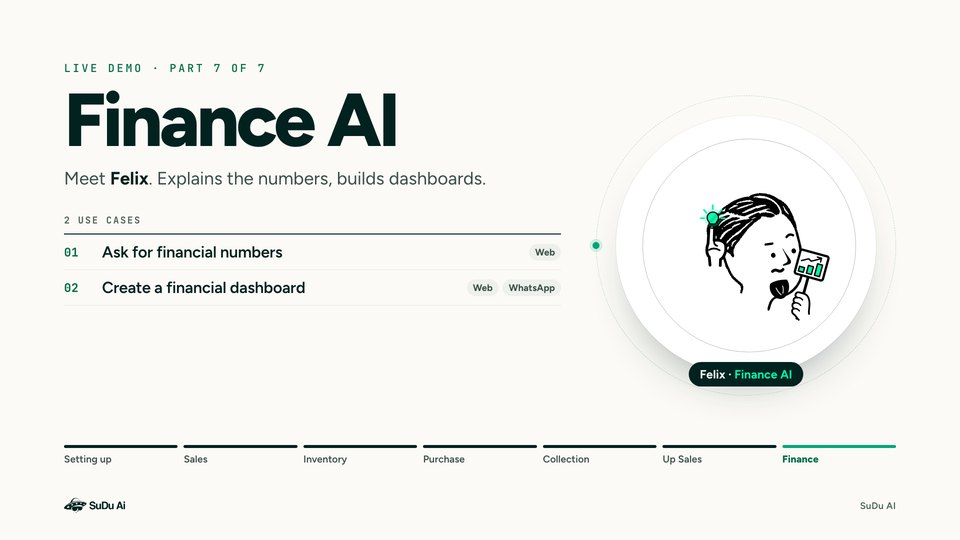 LIVE DEMO · PART 7 OF 7
Finance AI
Meet Felix. Explains the numbers, builds dashboards.
2 USE CASES
01 Ask for financial numbers Web
02 Create a financial dashboard Web WhatsApp
Felix · Finance AI
Setting up Sales Inventory Purchase Collection Up Sales Finance
SuDu Ai SuDu AI